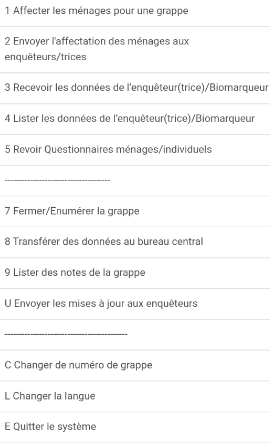 1 Affecter les ménages pour une grappe
2 Envoyer l'affectation des ménages aux
enquêteurs/trices
3 Recevoir les données de l'enquêteur(trice)/Biomarqueur
4 Lister les données de l'enquêteur(trice)/Biomarqueur
5 Revoir Questionnaires ménages/individuels
--------------------------------------
7 Fermer/Enumérer la grappe
8 Transférer des données au bureau central
9 Lister des notes de la grappe
U Envoyer les mises à jour aux enquêteurs
--------------------------------------------
C Changer de numéro de grappe
L Changer la langue
E Quitter le système